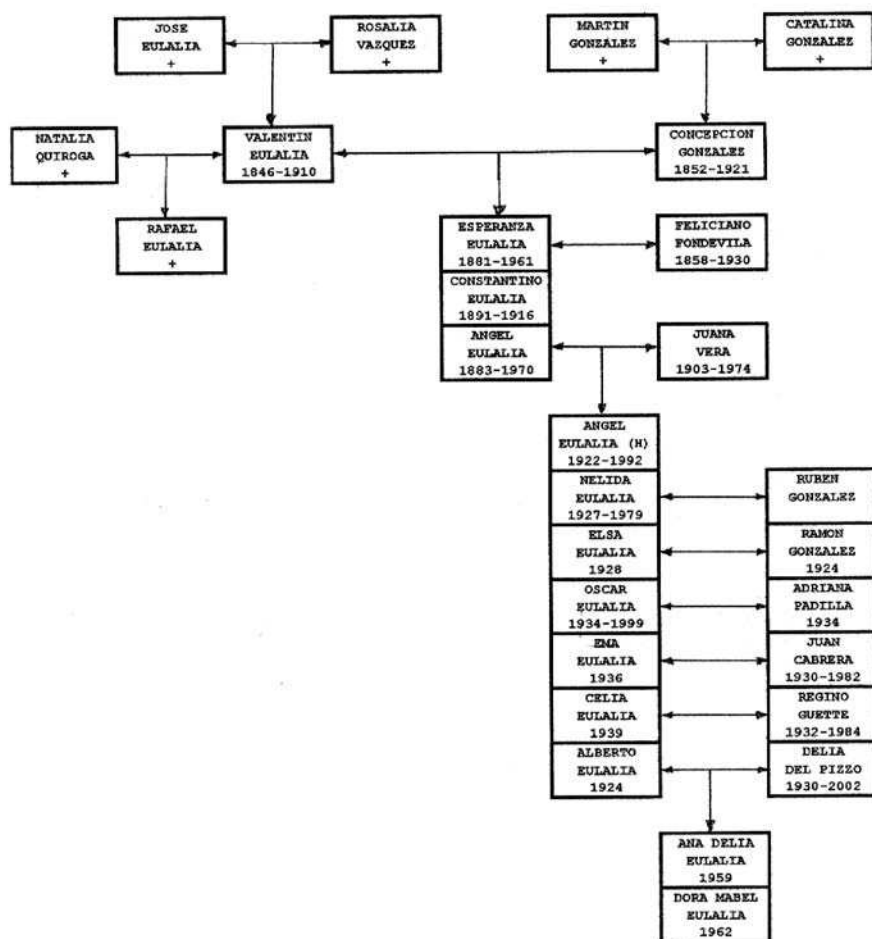 JOSE
EULALIA
+
ROSALIA
VAZQUEZ
+
MARTIN
GONZÁLEZ
+
CATALINA
GONZALEZ
+
NATALIA
QUIROGA
+
VALENTIN
EULALIA
1846-1910
CONCEPCION
GONZALEZ
1852-1921
RAFAEL
EULALIA
+
ESPERANZA
EULALIA
1881-1961
FELICIANO
FONDEVILA
1858-1930
CONSTANTINO
EULALIA
1891-1916
ANGEL
EULALIA
1883-1970
JUANA
VERA
1903-1974
ANGEL
EULALIA (H)
1922-1992
NELIDA
EULALIA
1927-1979
RUBEN
GONZALEZ
ELSA
EULALIA
1928
RAMON
GONZALEZ
1924
OSCAR
EULALIA
1934-1999
ADRIANA
PADILLA
1934
EMA
EULALIA
1936
JUAN
CABRERA
1930-1982
CELIA
EULALIA
1939
REGINO
GUETTE
1932-1984
ALBERTO
EULALIA
1924
DELIA
DEL PIZZO
1930-2002
ANA DELIA
EULALIA
1959
DORA MABEL
EULALIA
1962